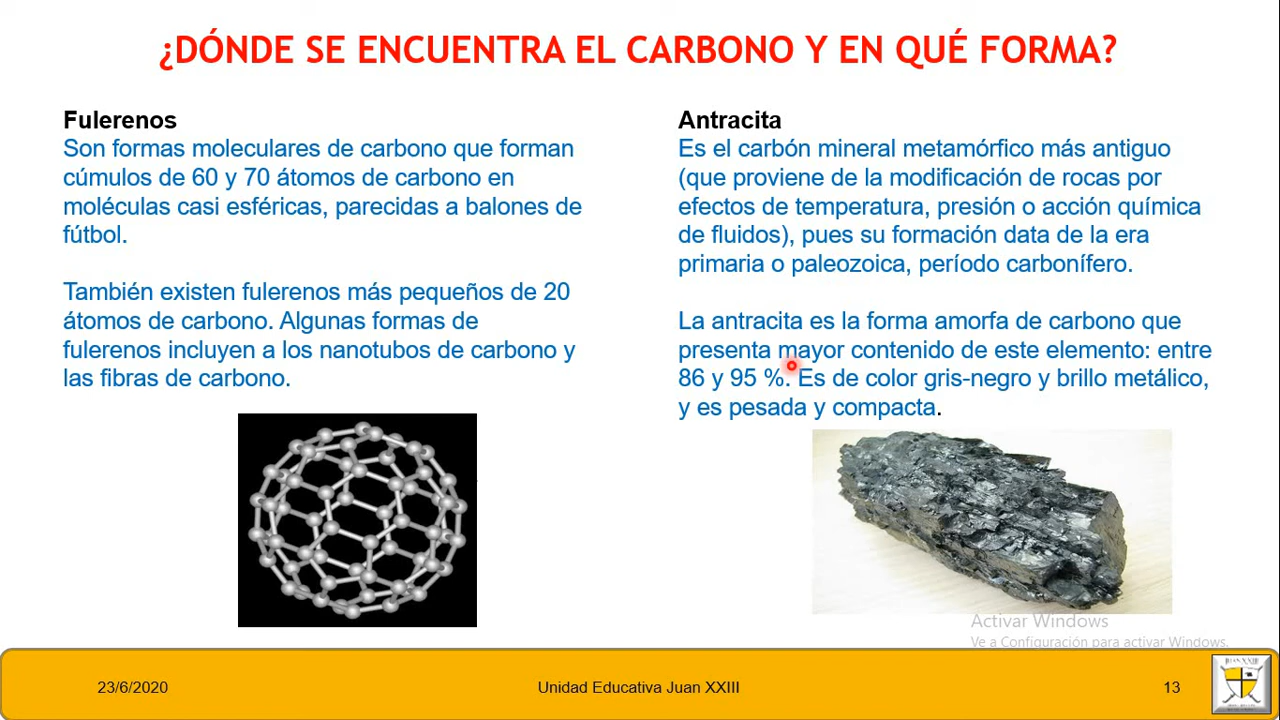 ¿DÓNDE SE ENCUENTRA EL CARBONO Y EN QUÉ FORMA?
Fulerenos
Son formas moleculares de carbono que forman
cúmulos de 60 y 70 átomos de carbono en
moléculas casi esféricas, parecidas a balones de
fútbol.
También existen fulerenos más pequeños de 20
átomos de carbono. Algunas formas de
fulerenos incluyen a los nanotubos de carbono y
las fibras de carbono.
Antracita
Es el carbón mineral metamórfico más antiguo
(que proviene de la modificación de rocas por
efectos de temperatura, presión o acción química
de fluidos), pues su formación data de la era
primaria o paleozoica, período carbonífero.
La antracita es la forma amorfa de carbono que
presenta mayor contenido de este elemento: entre
86 y 95 %. Es de color gris-negro y brillo metálico,
y es pesada y compacta.
Activar Windows
Ve a Configuración para activar Windows.
23/6/2020
Unidad Educativa Juan XXIII
13
JUAN XXIII